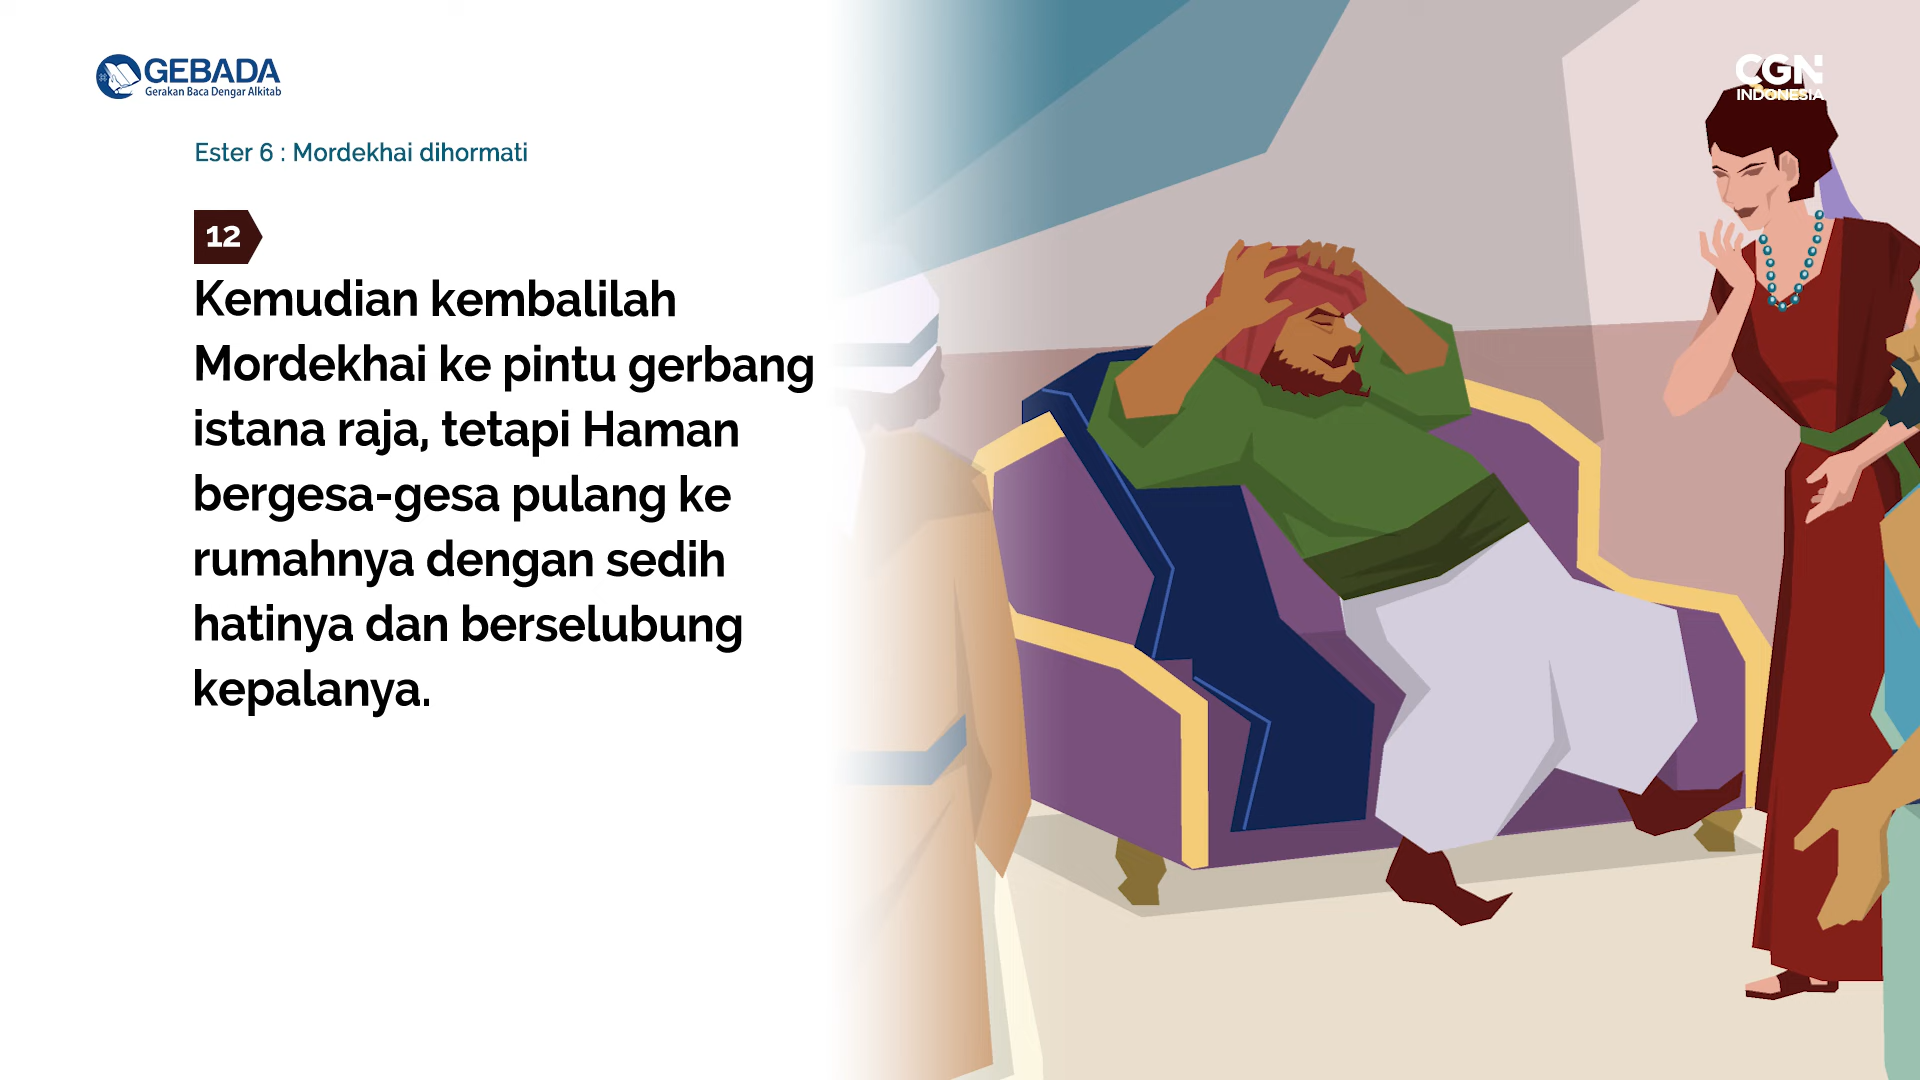 GEBADA
Gerakan Baca Dengar Alkitab
CGN
INDONESIA
Ester 6 : Mordekhai dihormati
12
Kemudian kembalilah
Mordekhai ke pintu gerbang
istana raja, tetapi Haman
bergesa-gesa pulang ke
rumahnya dengan sedih
hatinya dan berselubung
kepalanya.